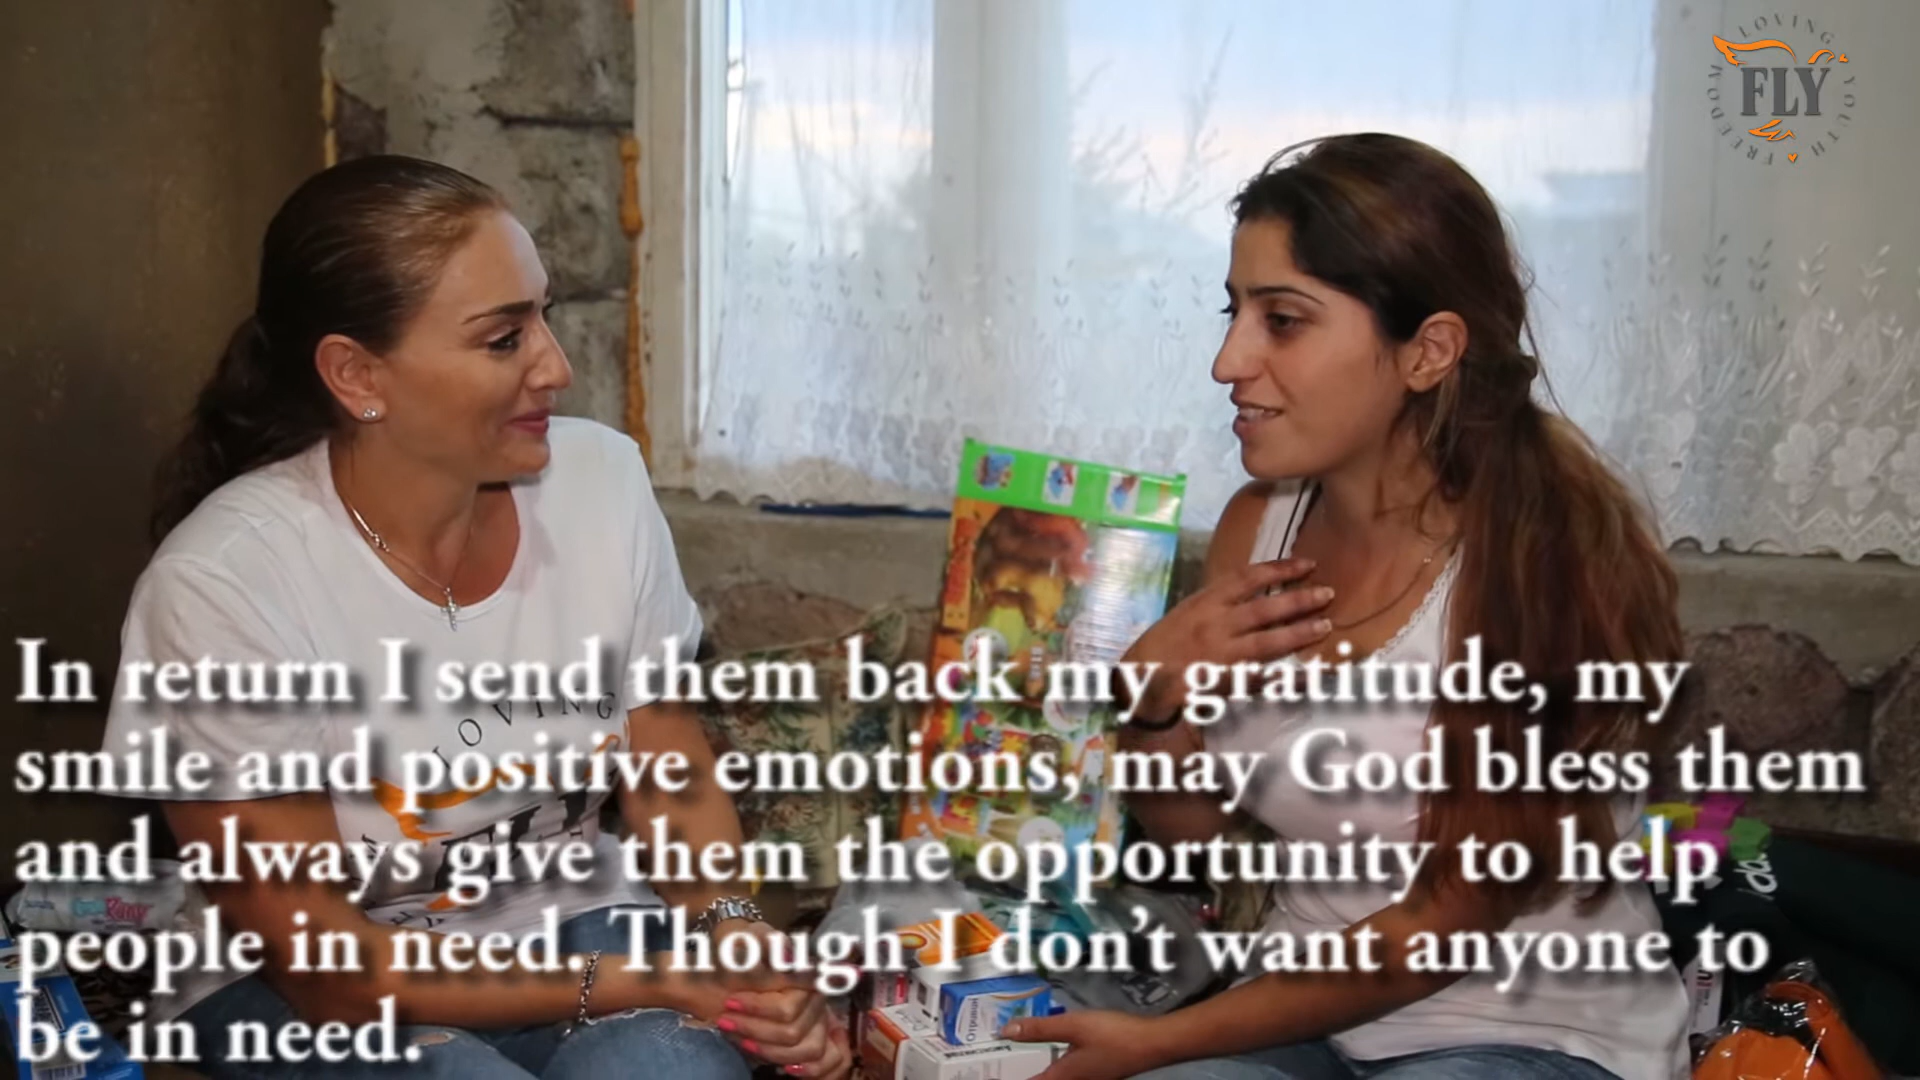 LOVING YOUTH FREEDOM
FLY
In return I send them back my gratitude, my
smile and positive emotions, may God bless them
and always give them the opportunity to help
people in need. Though I don't want anyone to
be in need.
LOVING